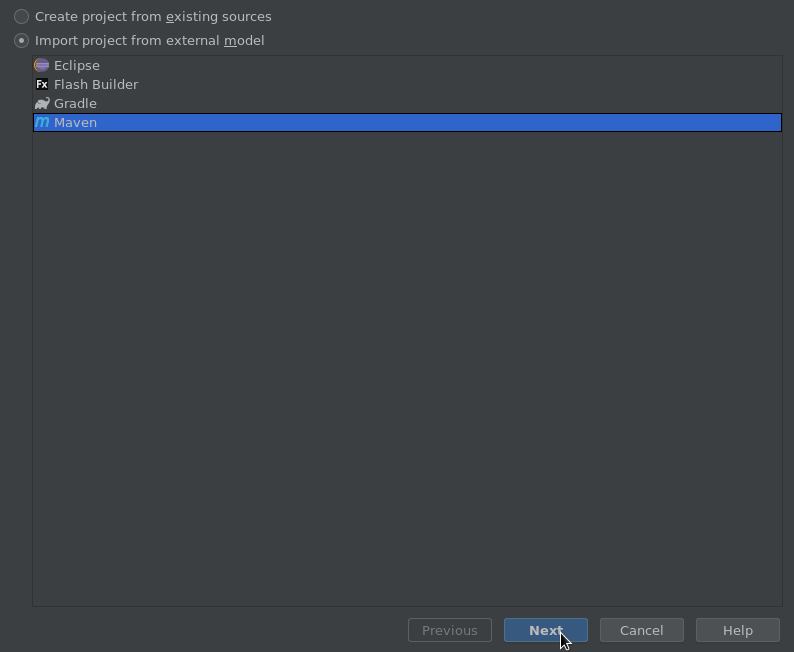 Create project from existing sources
Import project from external model
Eclipse
Fx Flash Builder
Gradle
m Maven
Previous Next Cancel Help